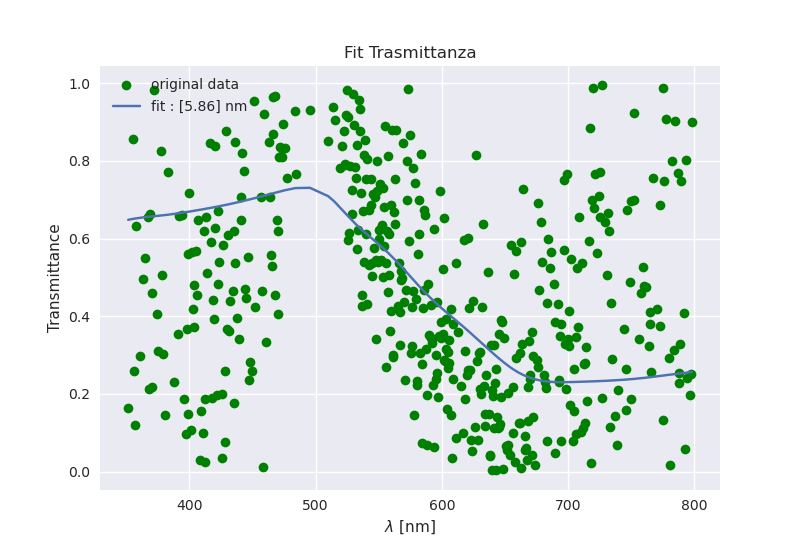 Fit Trasmittanza
1.0
original data
fit : [5.86] nm
0.8
0.6
Transmittance
0.4
0.2
0.0
400 500 600 700 800
λ [nm]